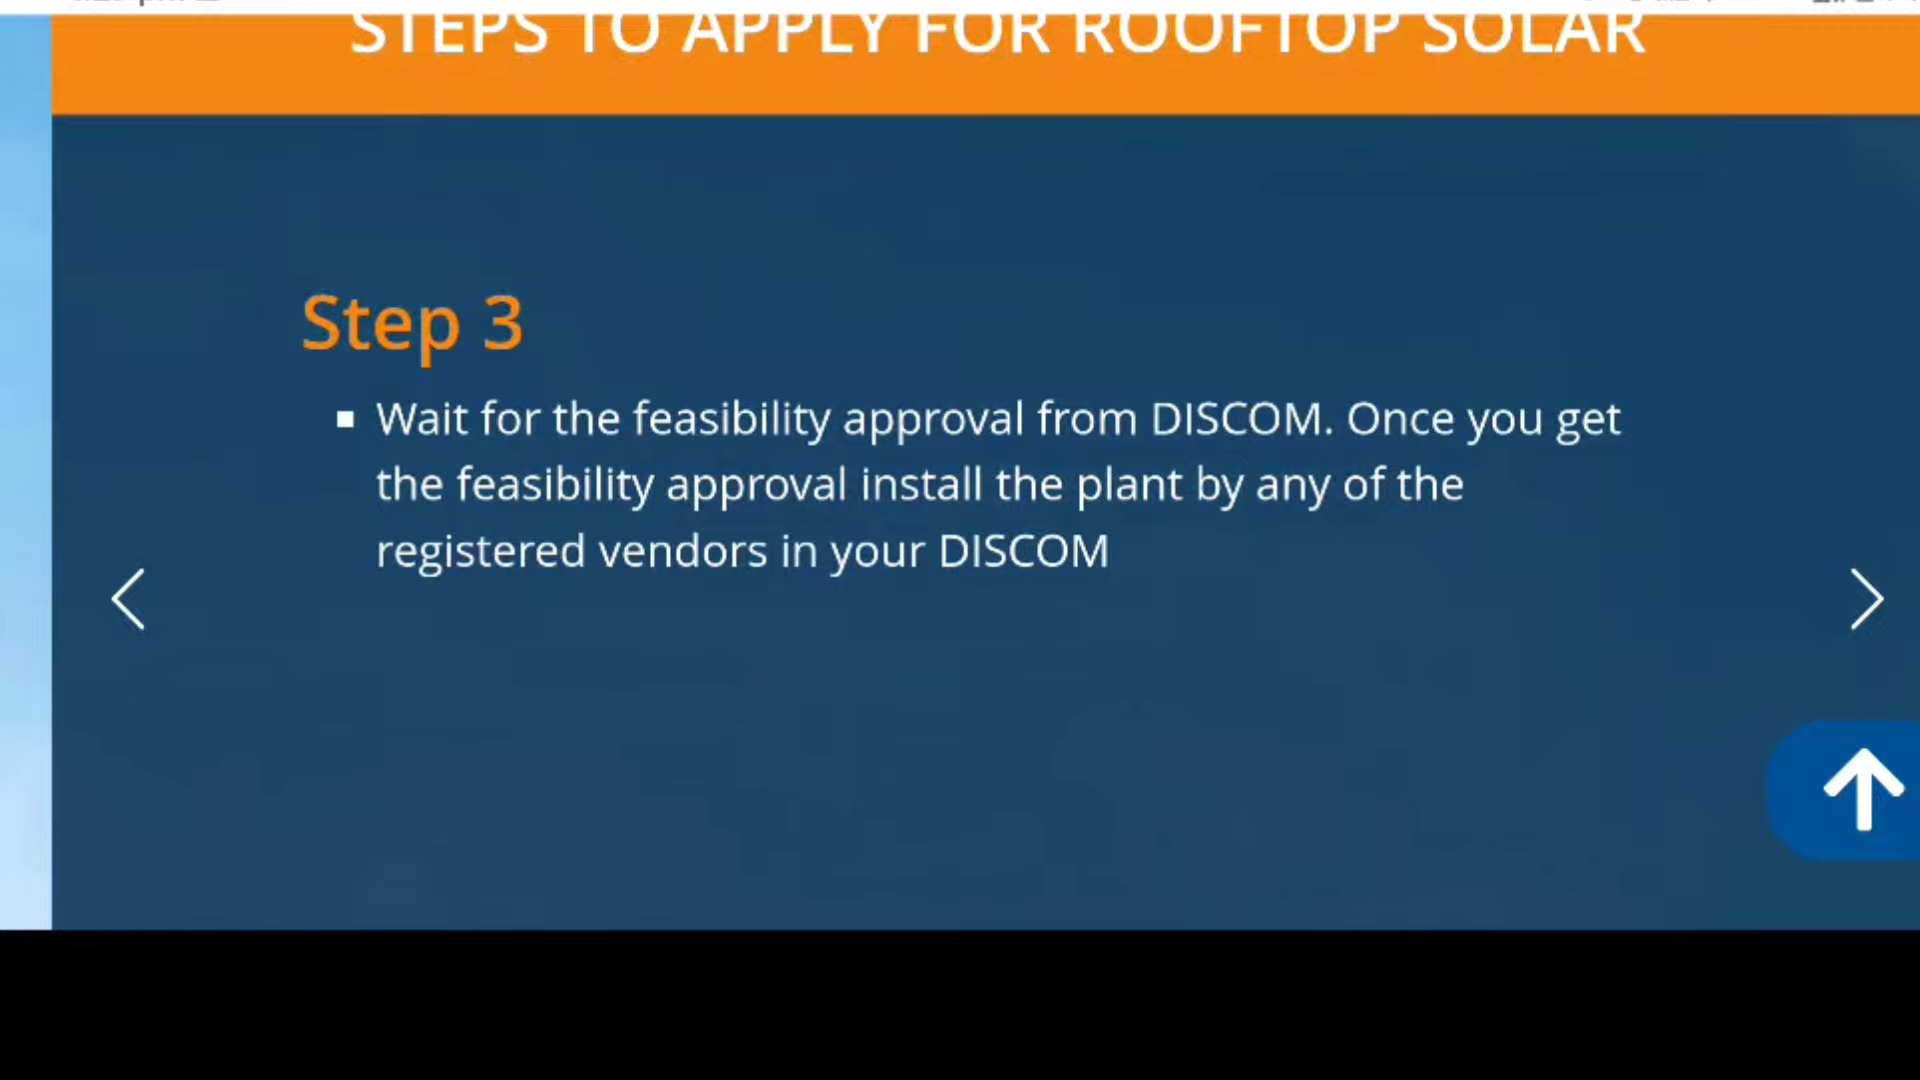 STEPS TO APPLY FOR ROOFTOP SOLAR
Step 3
▪ Wait for the feasibility approval from DISCOM. Once you get
the feasibility approval install the plant by any of the
registered vendors in your DISCOM